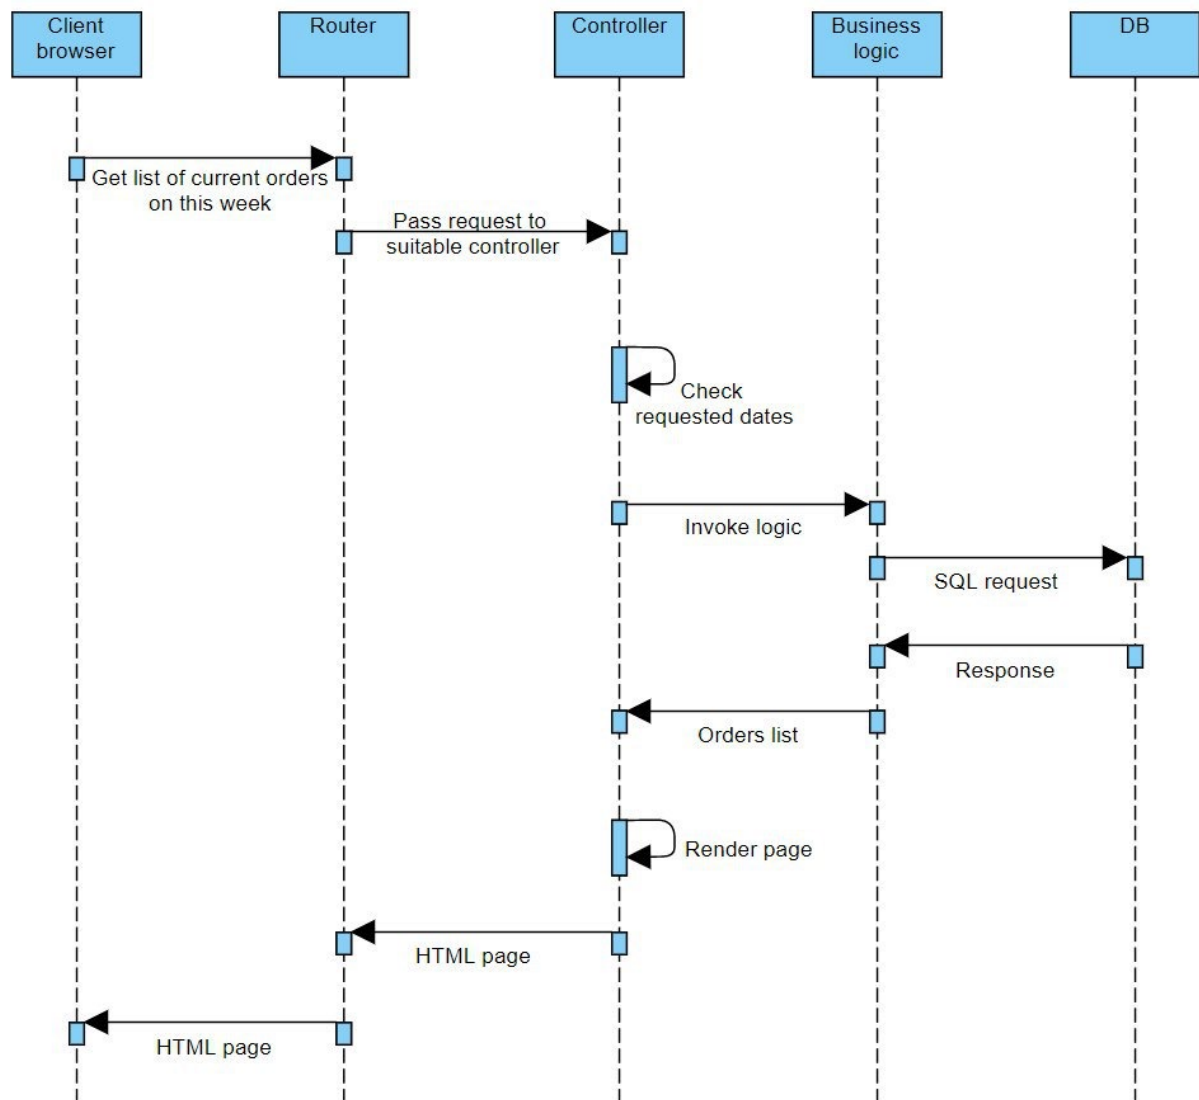 Client
browser
Router
Controller
Business
logic
DB
Get list of current orders
on this week
Pass request to
suitable controller
Check
requested dates
Invoke logic
SQL request
Response
Orders list
Render page
HTML page
HTML page